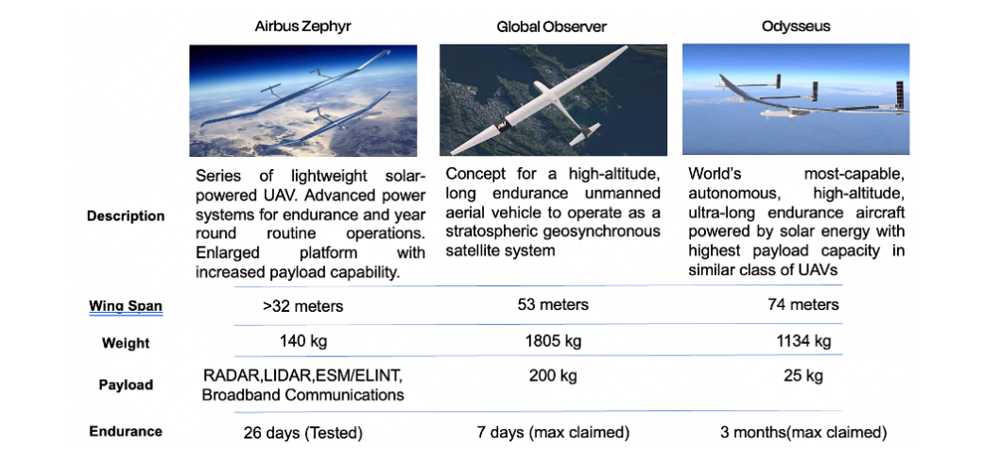 Airbus Zephyr
Global Observer
Odysseus
Description
Series of lightweight solar-
powered UAV. Advanced power
systems for endurance and year
round routine operations.
Enlarged platform with
increased payload capability.
Concept for a high-altitude,
long endurance unmanned
aerial vehicle to operate as a
stratospheric geosynchronous
satellite system
World’s most-capable,
autonomous, high-altitude,
ultra-long endurance aircraft
powered by solar energy with
highest payload capacity in
similar class of UAVs
Wing Span
>32 meters
53 meters
74 meters
Weight
140 kg
1805 kg
1134 kg
Payload
RADAR,LIDAR,ESM/ELINT,
Broadband Communications
200 kg
25 kg
Endurance
26 days (Tested)
7 days (max claimed)
3 months(max claimed)